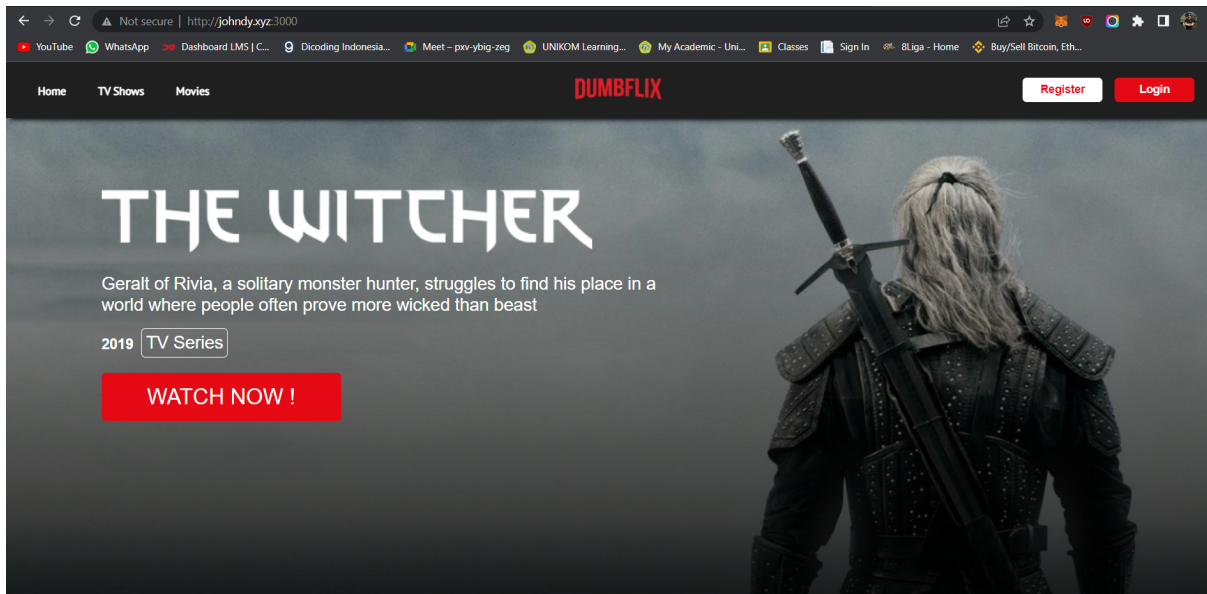 Not secure | http://johndy.xyz:3000
YouTube WhatsApp Dashboard LMS | C... Dicoding Indonesia... Meet – pxv-ybig-zeg UNIKOM Learning... My Academic - Uni... Classes Sign In 8Liga - Home Buy/Sell Bitcoin, Eth...
Home TV Shows Movies DUMBFLIX Register Login
THE WITCHER
Geralt of Rivia, a solitary monster hunter, struggles to find his place in a
world where people often prove more wicked than beast
2019 TV Series
WATCH NOW !